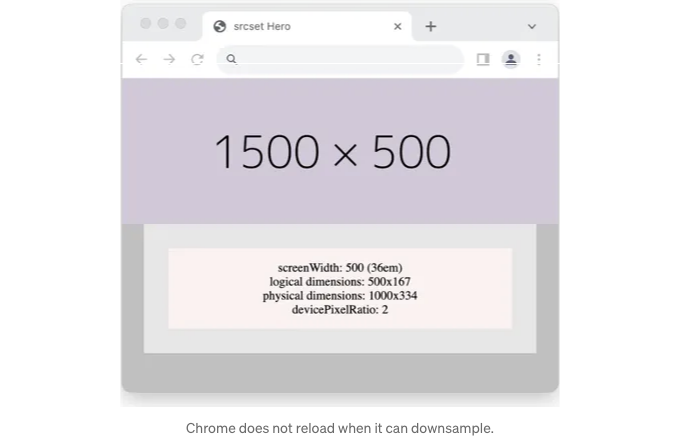 srcset Hero
1500 × 500
screenWidth: 500 (36em)
logical dimensions: 500x167
physical dimensions: 1000x334
devicePixelRatio: 2
Chrome does not reload when it can downsample.